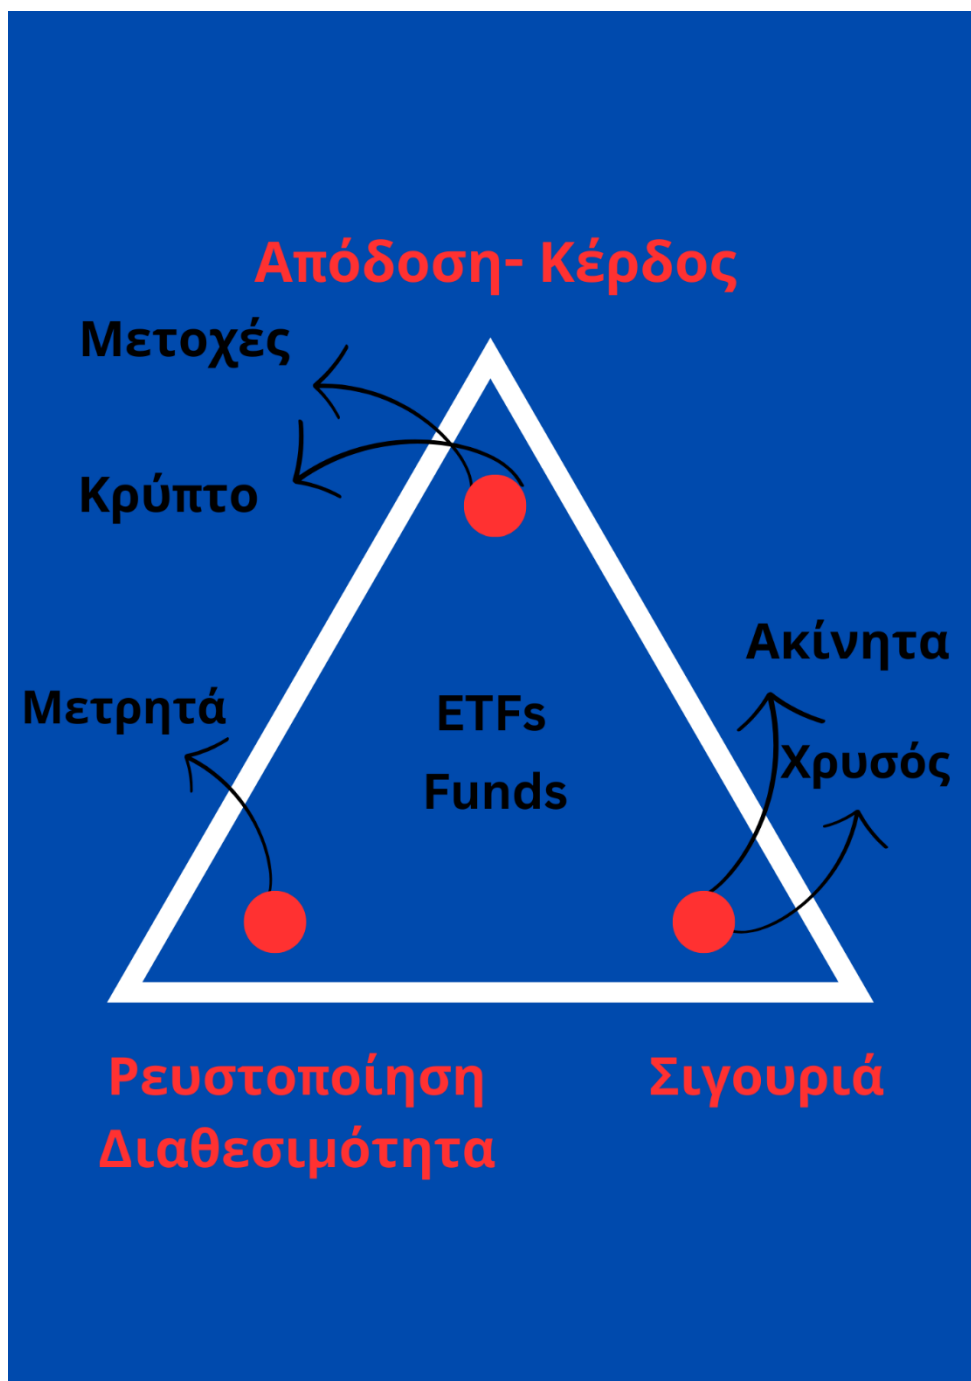 Απόδοση- Κέρδος
Μετοχές
Κρύπτο
Ακίνητα
Μετρητά
ETFs
Χρυσός
Funds
Ρευστοποίηση
Διαθεσιμότητα
Σιγουριά